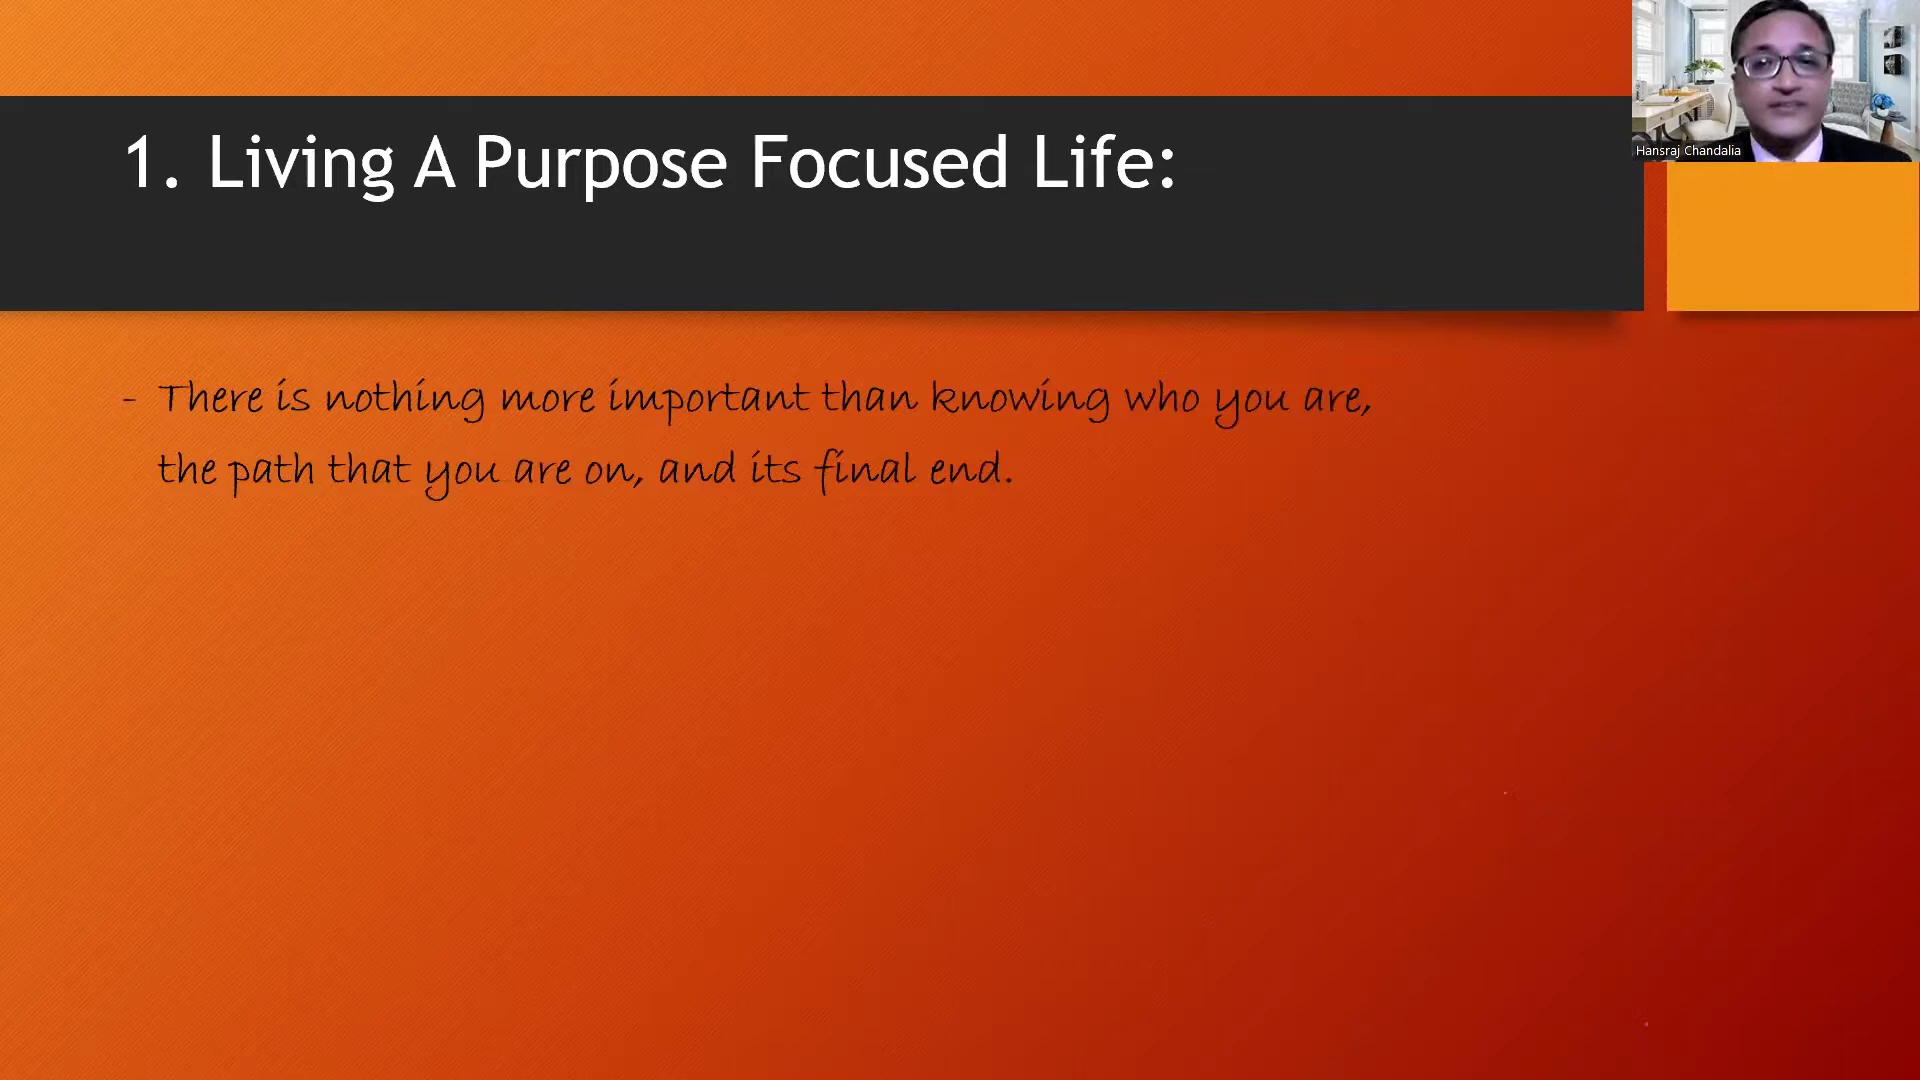 1. Living A Purpose Focused Life:
Hansraj Chandalia
- There is nothing more important than knowing who you are,
the path that you are on, and its final end.